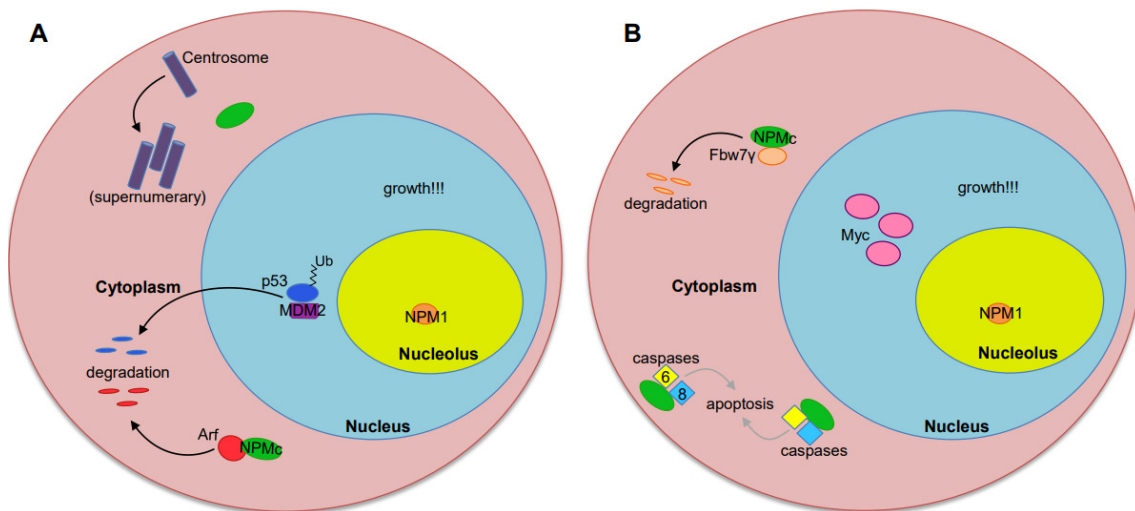 A
Centrosome
(supernumerary)
growth!!!
Ub
p53
MDM2
Cytoplasm
NPM1
Nucleolus
degradation
Arf
NPMc
Nucleus
B
NPMc
Fbw7γ
degradation
growth!!!
Myc
Cytoplasm
NPM1
Nucleolus
caspases
6
8
apoptosis
caspases
Nucleus